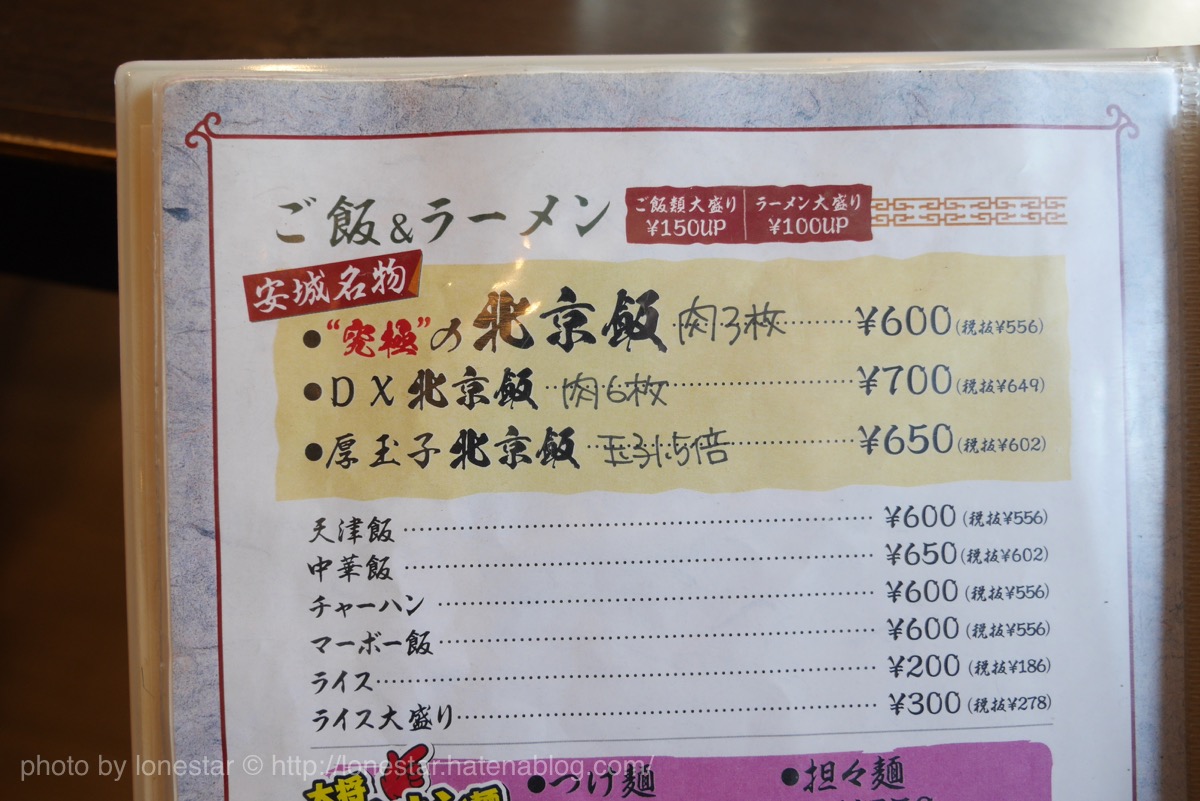 ご飯&ラーメン
ご飯類大盛り ¥150UP
ラーメン大盛り ¥100UP
安城名物
●“究極”の北京飯 肉3枚 ¥600(税抜¥556)
●DX北京飯 肉6枚 ¥700(税抜¥649)
●厚玉子北京飯 玉子1.5倍 ¥650(税抜¥602)
天津飯 ¥600(税抜¥556)
中華飯 ¥650(税抜¥602)
チャーハン ¥600(税抜¥556)
マーボー飯 ¥600(税抜¥556)
ライス ¥200(税抜¥186)
ライス大盛り ¥300(税抜¥278)
大将
●つけ麺
●担々麺
photo by lonestar © http://lonestar.hatenablog.com/